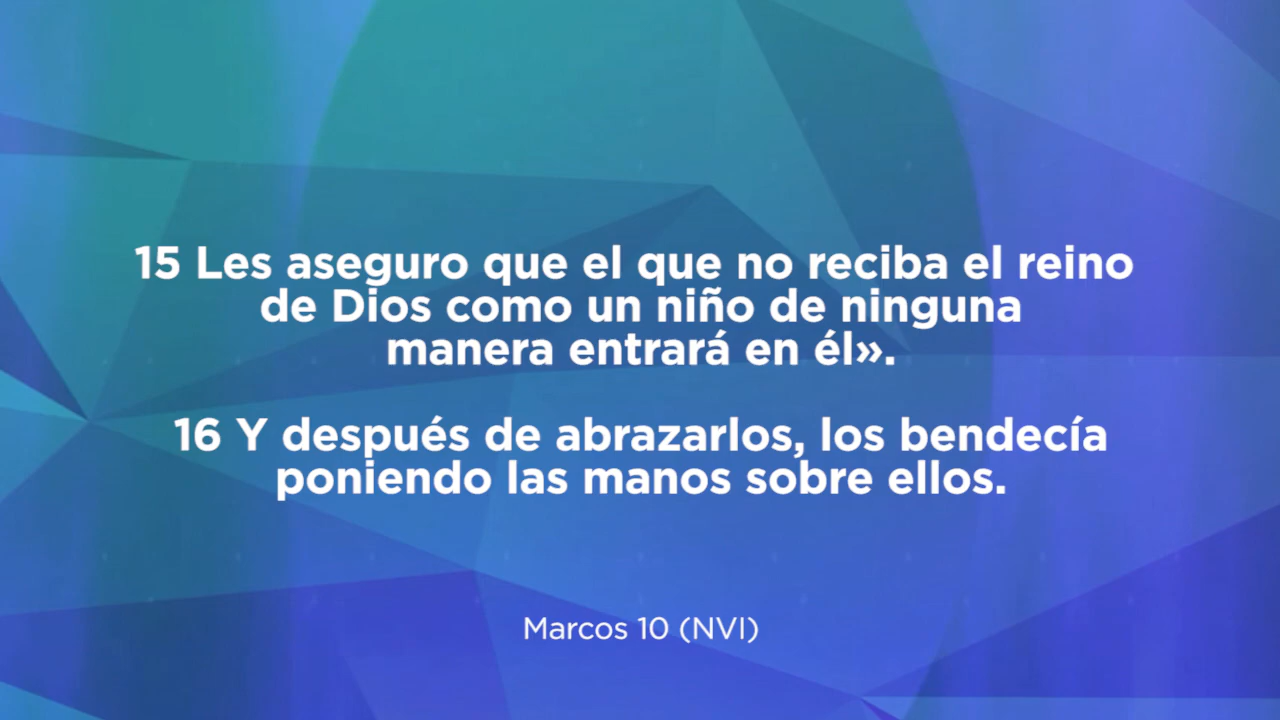 15 Les aseguro que el que no reciba el reino
de Dios como un niño de ninguna
manera entrará en él».
16 Y después de abrazarlos, los bendecía
poniendo las manos sobre ellos.
Marcos 10 (NVI)